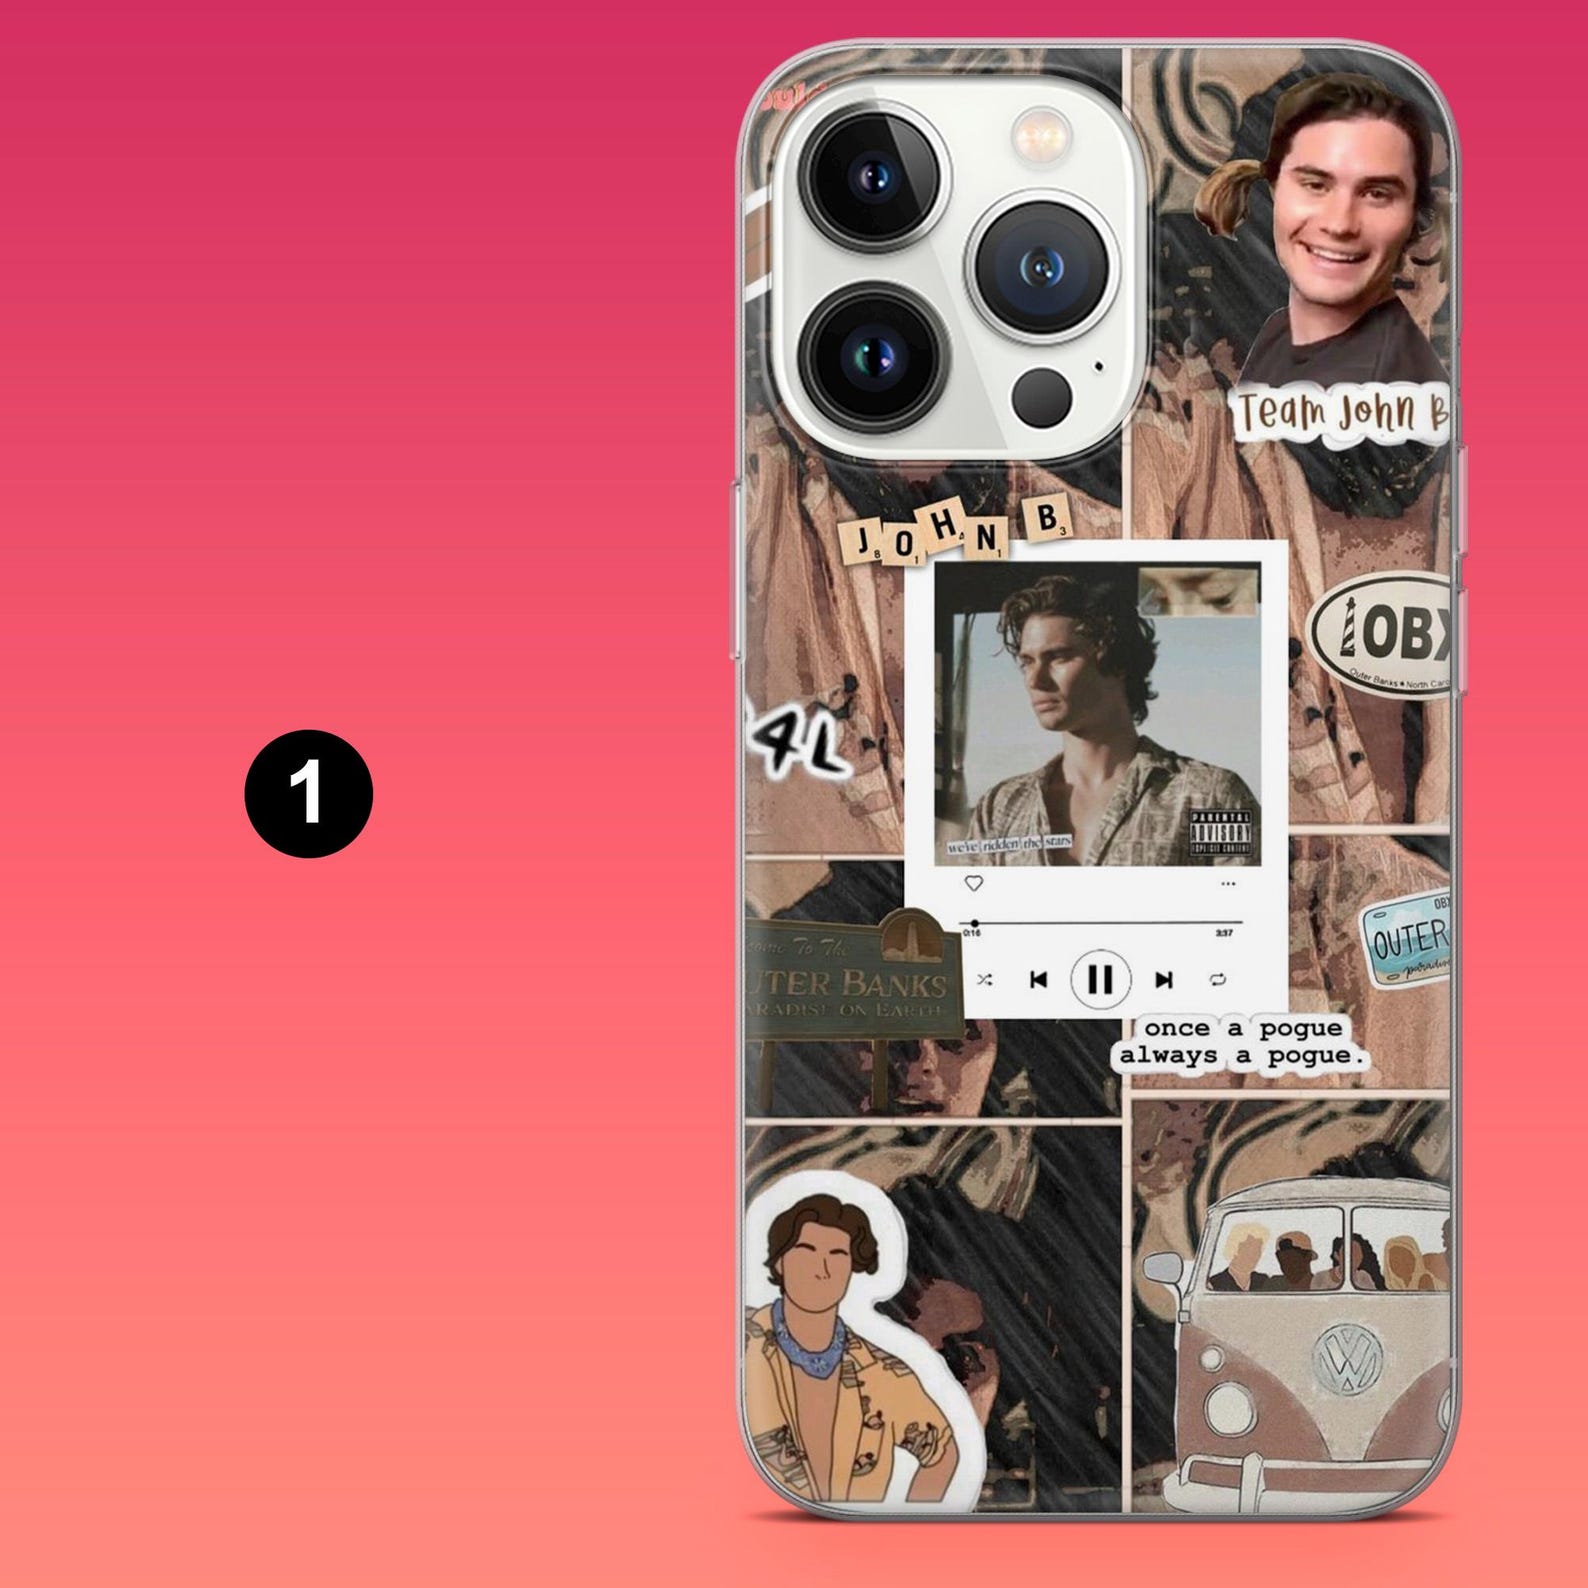 1
Team John B
JOHN B
OBX
Outer Banks North Caro
4L
we've ridden the stars
PARENTAL
ADVISORY
EXPLICIT CONTENT
0:16
3:37
come To The
UTER BANKS
ARADISE ON EARTH
OBX
OUTER
paradise
once a pogue
always a pogue.